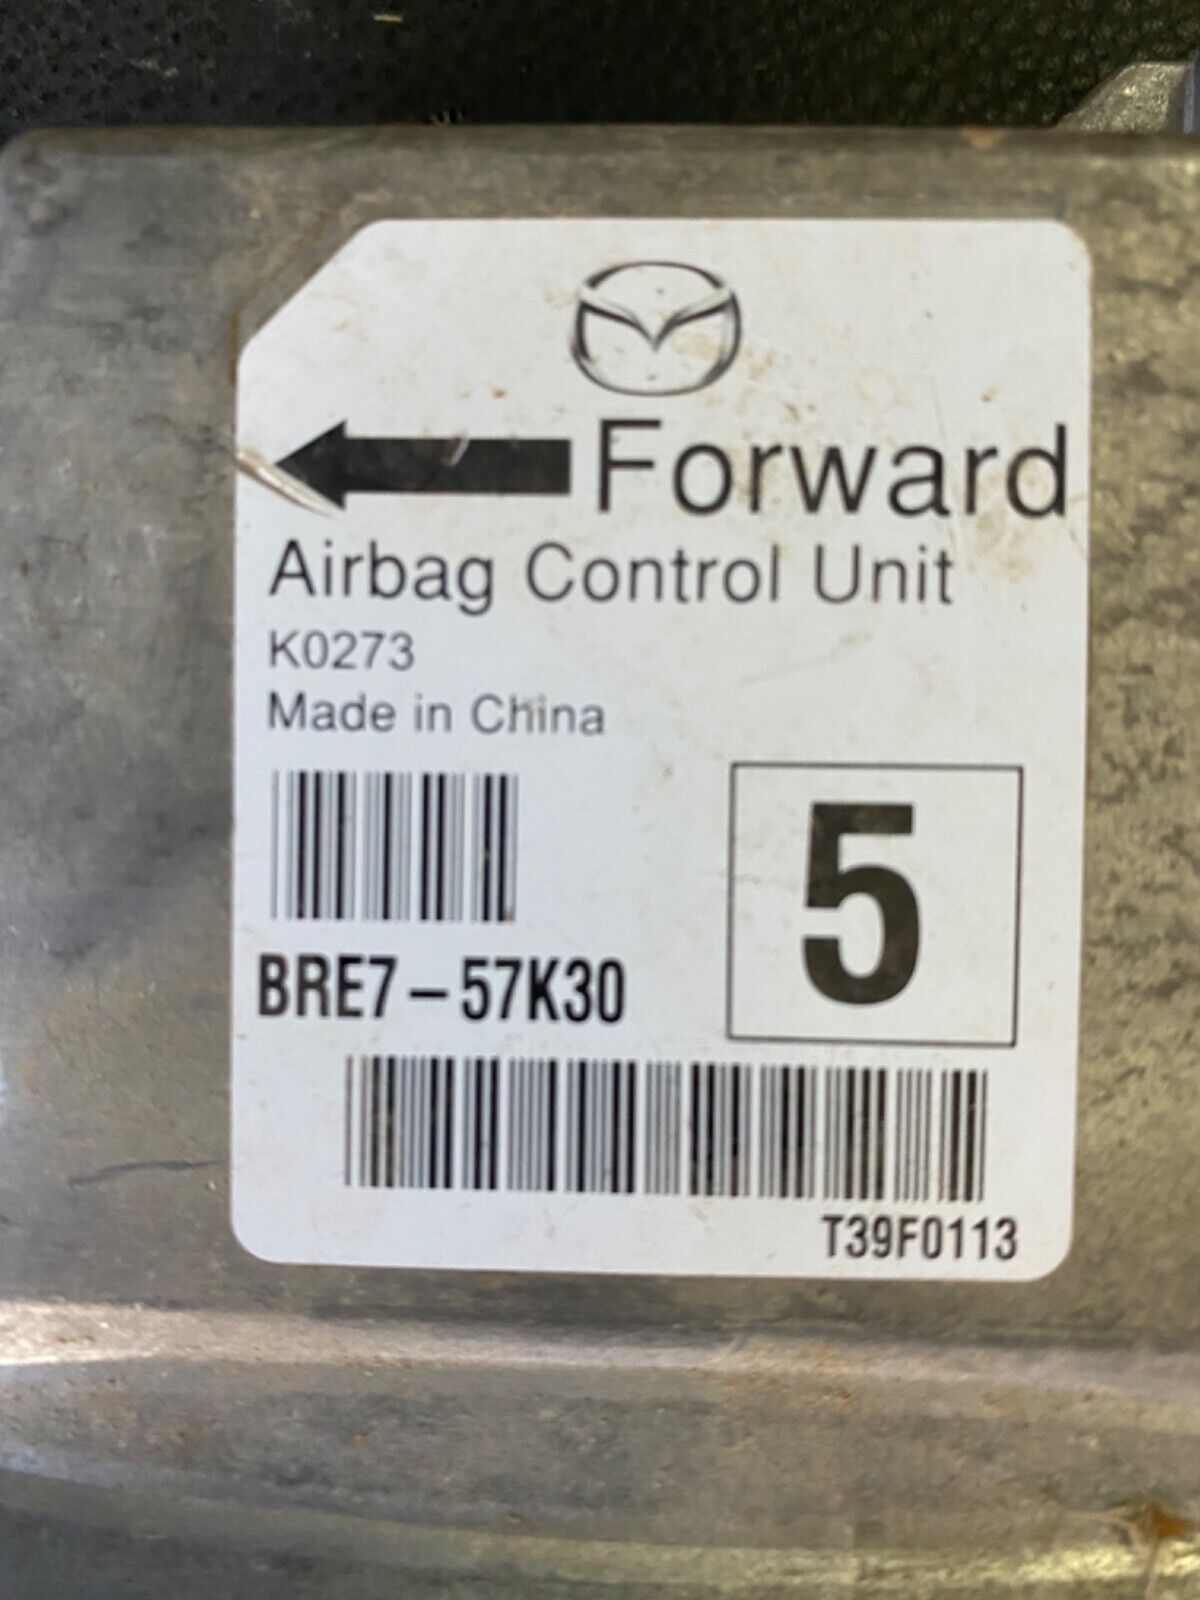 Forward
Airbag Control Unit
K0273
Made in China
5
BRE7-57K30
T39F0113